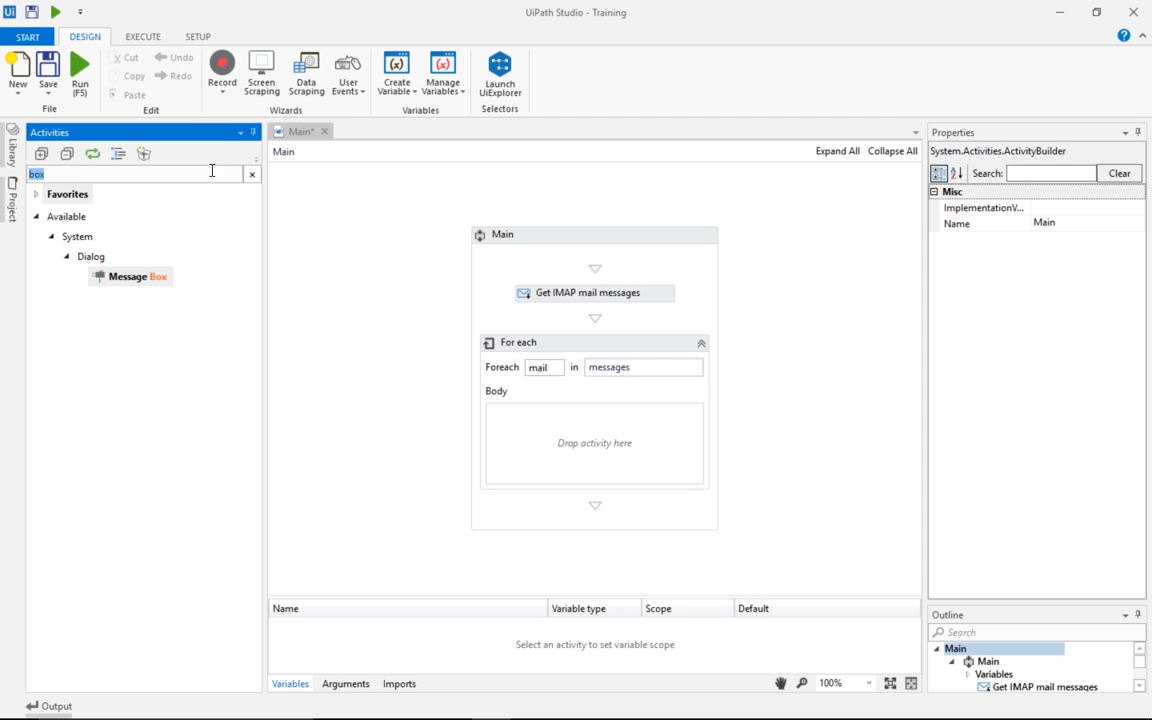 Ui
UiPath Studio - Training
START DESIGN EXECUTE SETUP
New Save Run (F5)
File
Cut Undo
Copy Redo
Paste
Edit
Record Screen Scraping Data Scraping User Events
Wizards
Create Variable Manage Variables
Variables
Launch UiExplorer
Selectors
Library
Project
Activities
box
Favorites
Available
System
Dialog
Message Box
Main*
Main Expand All Collapse All
Main
Get IMAP mail messages
For each
Foreach mail in messages
Body
Drop activity here
Name Variable type Scope Default
Select an activity to set variable scope
Variables Arguments Imports 100%
Properties
System.Activities.ActivityBuilder
Search: Clear
Misc
ImplementationV...
Name Main
Outline
Search
Main
Main
Variables
Get IMAP mail messages
Output